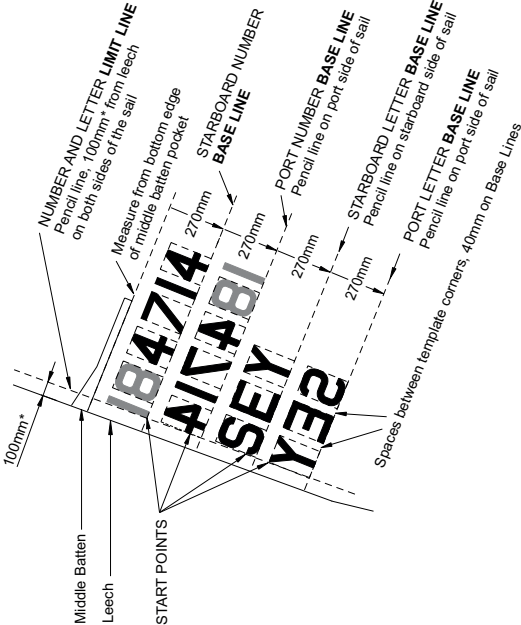 NUMBER AND LETTER LIMIT LINE
Pencil line, 100mm* from leech
on both sides of the sail
Measure from bottom edge
of middle batten pocket
STARBOARD NUMBER
BASE LINE
PORT NUMBER BASE LINE
Pencil line on port side of sail
STARBOARD LETTER BASE LINE
Pencil line on starboard side of sail
PORT LETTER BASE LINE
Pencil line on port side of sail
270mm
270mm
270mm
270mm
100mm*
Middle Batten
Leech
START POINTS
184714
184714
SEY
SEY
Spaces between template corners, 40mm on Base Lines